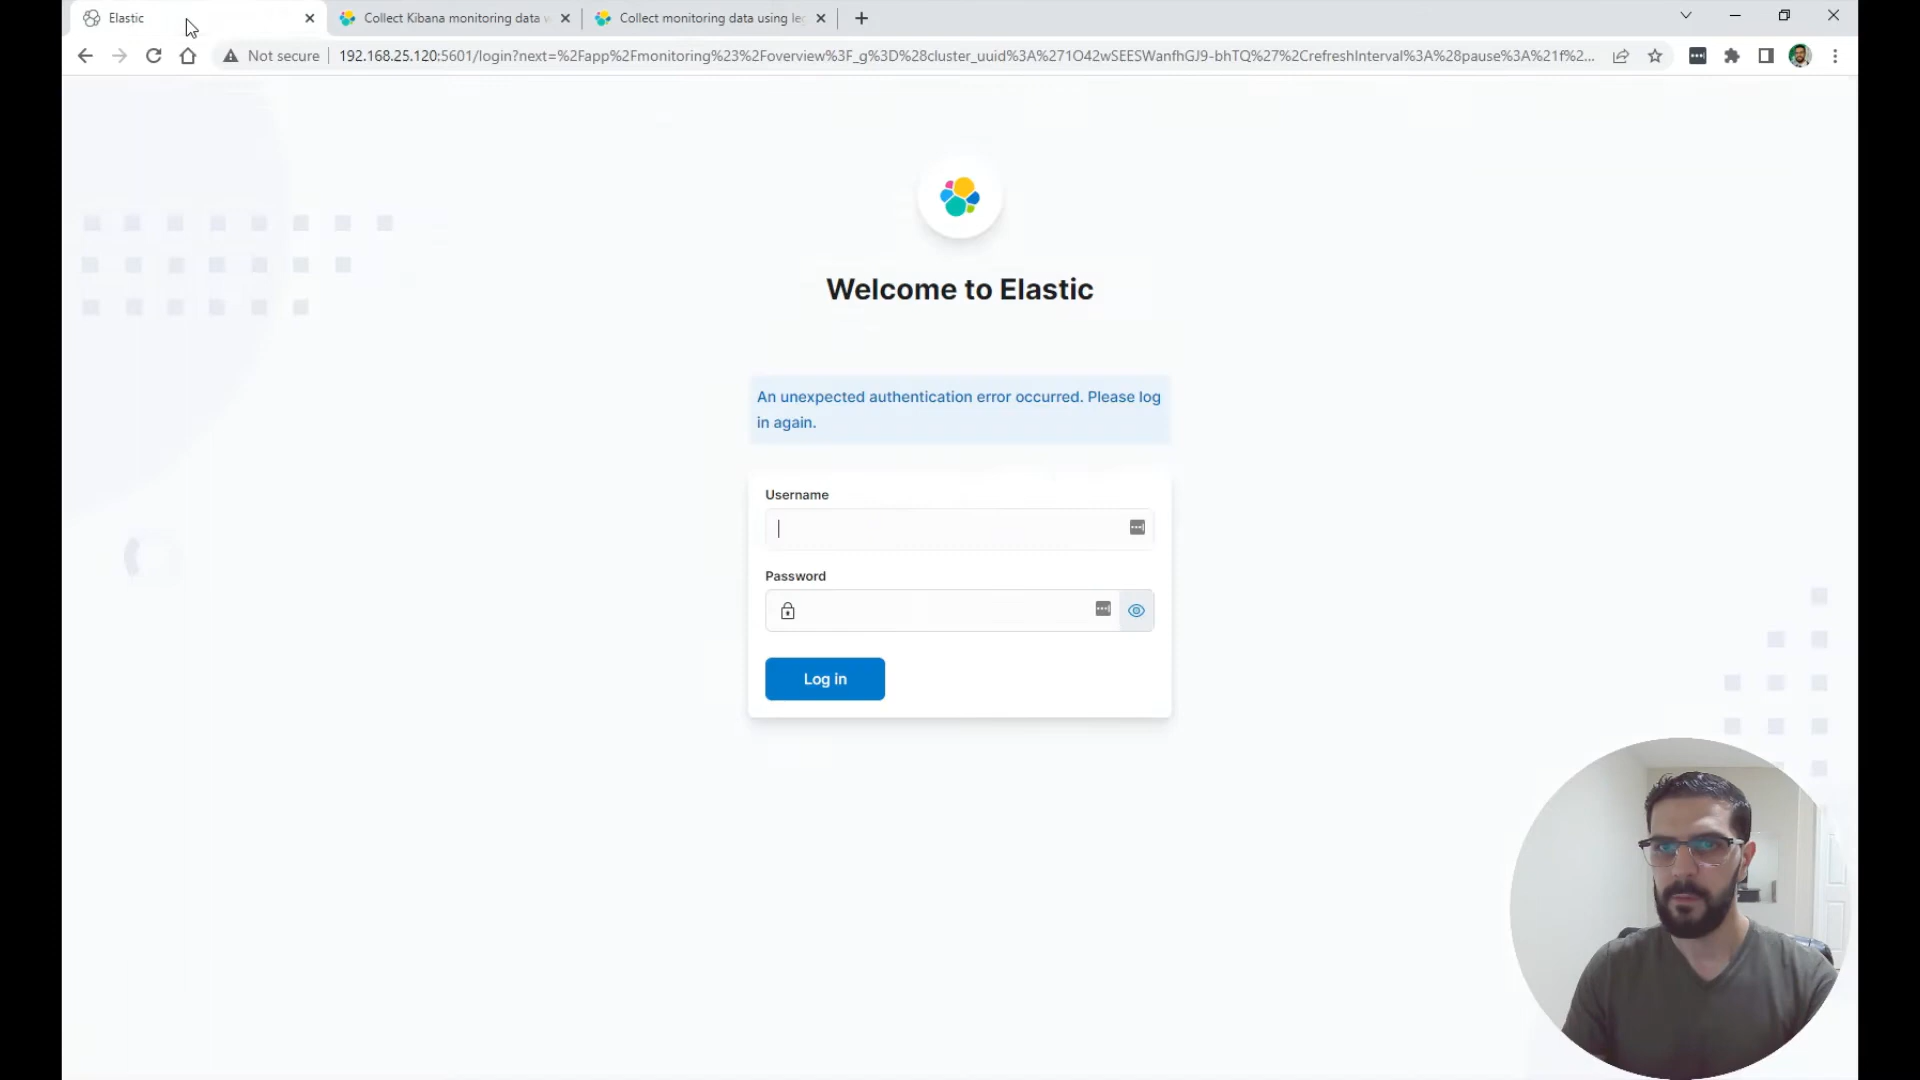 Elastic
Collect Kibana monitoring data w
Collect monitoring data using leg
Not secure
192.168.25.120:5601/login?next=%2Fapp%2Fmonitoring%23%2Foverview%3F_g%3D%28cluster_uuid%3A%271O42wSEESWanfhGJ9-bhTQ%27%2CrefreshInterval%3A%28pause%3A%21f%2...
Welcome to Elastic
An unexpected authentication error occurred. Please log
in again.
Username
Password
Log in